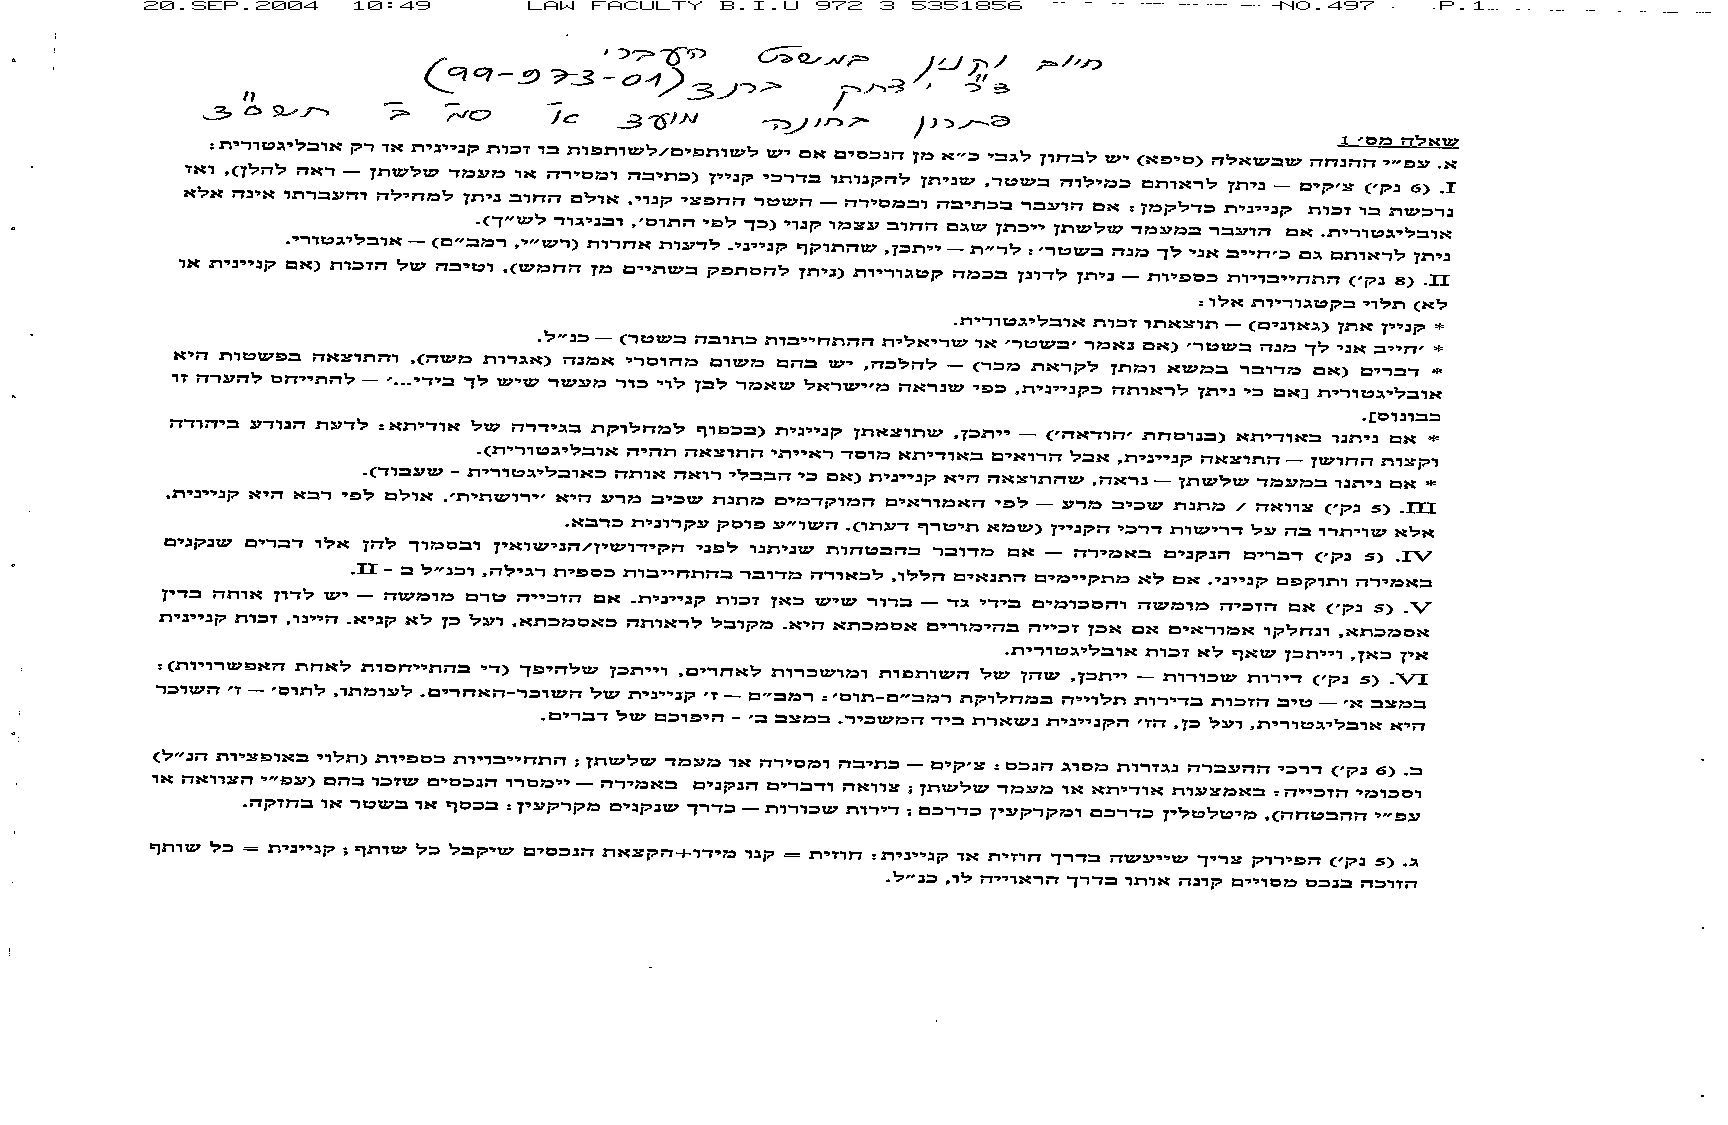 20.SEP.2004 10:49 LAW FACULTY B.I.U 972 3 5351856 NO.497 P.1
חיוב וקנין במשפט העברי
ד"ר יצחק ברנד (99-973-01)
פתרון בחינה מועד א' סמ' ב' תשס"ד
שאלה מס׳ 1
א. עפ״י ההנחה שבשאלה (סיפא) יש לבחון לגבי כ״א מן הנכסים אם יש לשותפים/לשותפות בו זכות קניינית או רק אובליגטורית:
I. (6 נק׳) צ׳קים – ניתן לראותם כמילוה בשטר, שניתן להקנותו בדרכי קניין (כתיבה ומסירה או מעמד שלשתן – ראה להלן), ואז
נרכשת בו זכות קניינית כדלקמן: אם הועבר בכתיבה ובמסירה – השטר החפצי קנוי, אולם החוב ניתן למחילה והעברתו אינה אלא
אובליגטורית. אם הועבר במעמד שלשתן ייכתן שגם החוב עצמו קנוי (כך לפי התוס׳, ובניגוד לש״ך).
ניתן לראותם גם כ׳חייב אני לך מנה בשטר׳: לר״ת – ייתכן, שהתוקף קנייני. לדעות אחרות (רש״י, רמב״ם) – אובליגטורי.
II. (8 נק׳) התחייבויות כספיות – ניתן לדונן בכמה קטגוריות (ניתן להסתפק בשתיים מן החמש), וטיבה של הזכות (אם קניינית או
לא) תלוי בקטגוריות אלו:
* קניין אתן (גאונים) – תוצאתו זכות אובליגטורית.
* ׳חייב אני לך מנה בשטר׳ (אם נאמר ׳בשטר׳ או שריאלית ההתחייבות כתובה בשטר) – כנ״ל.
* דברים (אם מדובר במשא ומתן לקראת מכר) – להלכה, יש בהם משום מחוסרי אמנה (אגרות משה), והתוצאה בפשטות היא
אובליגטורית [אם כי ניתן לראותה כקניינית, כפי שנראה מ׳ישראל שאמר לבן לוי כור מעשר שיש לך בידי...׳ – להתייחס להערה זו
כבונוס].
* אם ניתנו באודיתא (בנוסחת ׳הודאה׳) – ייתכן, שתוצאתן קניינית (בכפוף למחלוקת בגידרה של אודיתא: לדעת הנודע ביהודה
וקצות החושן – התוצאה קניינית, אבל הרואים באודיתא מוסד ראייתי התוצאה תהיה אובליגטורית).
* אם ניתנו במעמד שלשתן – נראה, שהתוצאה היא קניינית (אם כי הבבלי רואה אותה כאובליגטורית - שעבוד).
III. (5 נק׳) צוואה / מתנת שכיב מרע – לפי האמוראים המוקדמים מתנת שכיב מרע היא ׳ירושתית׳, אולם לפי רבא היא קניינית,
אלא שויתרו בה על דרישות דרכי הקניין (שמא תיטרף דעתו). השו״ע פוסק עקרונית כרבא.
IV. (5 נק׳) דברים הנקנים באמירה – אם מדובר בהבטחות שניתנו לפני הקידושין/הנישואין ובסמוך להן אלו דברים שנקנים
באמירה ותוקפם קנייני. אם לא מתקיימים התנאים הללו, לכאורה מדובר בהתחייבות כספית רגילה, וכנ״ל ב - II.
V. (5 נק׳) אם הזכיה מומשה והסכומים בידי גד – ברור שיש כאן זכות קניינית. אם הזכייה טרם מומשה – יש לדון אותה כדין
אסמכתא, ונחלקו אמוראים אם אכן זכייה בהימורים אסמכתא היא. מקובל לראותה כאסמכתא, ועל כן לא קניא. היינו, זכות קניינית
אין כאן, וייתכן שאף לא זכות אובליגטורית.
VI. (5 נק׳) דירות שכורות – ייתכן, שהן של השותפות ומושכרות לאחרים, וייתכן שלהיפך (די בהתייחסות לאחת האפשרויות):
במצב א׳ – טיב הזכות בדירות תלוייה במחלוקת רמב״ם-תוס׳: רמב״ם – ז׳ קניינית של השוכר-האחרים. לעומתו, לתוס׳ – ז׳ השוכר
היא אובליגטורית, ועל כן, הז׳ הקניינית נשארת ביד המשכיר. במצב ב׳ - היפוכם של דברים.
ב. (6 נק׳) דרכי ההעברה נגזרות מסוג הנכס: צ׳קים – כתיבה ומסירה או מעמד שלשתן; התחייבויות כספיות (תלוי באופציות הנ״ל)
וסכומי הזכייה: באמצעות אודיתא או מעמד שלשתן; צוואה ודברים הנקנים באמירה – יימסרו הנכסים שזכו בהם (עפ״י הצוואה או
עפ״י ההבטחה), מיטלטלין כדרכם ומקרקעין כדרכם; דירות שכורות – כדרך שנקנים מקרקעין: בכסף או בשטר או בחזקה.
ג. (5 נק׳) הפירוק צריך שייעשה בדרך חוזית או קניינית: חוזית = קנו מידו+הקצאת הנכסים שיקבל כל שותף; קניינית = כל שותף
הזוכה בנכס מסויים קונה אותו בדרך הראוייה לו, כנ״ל.